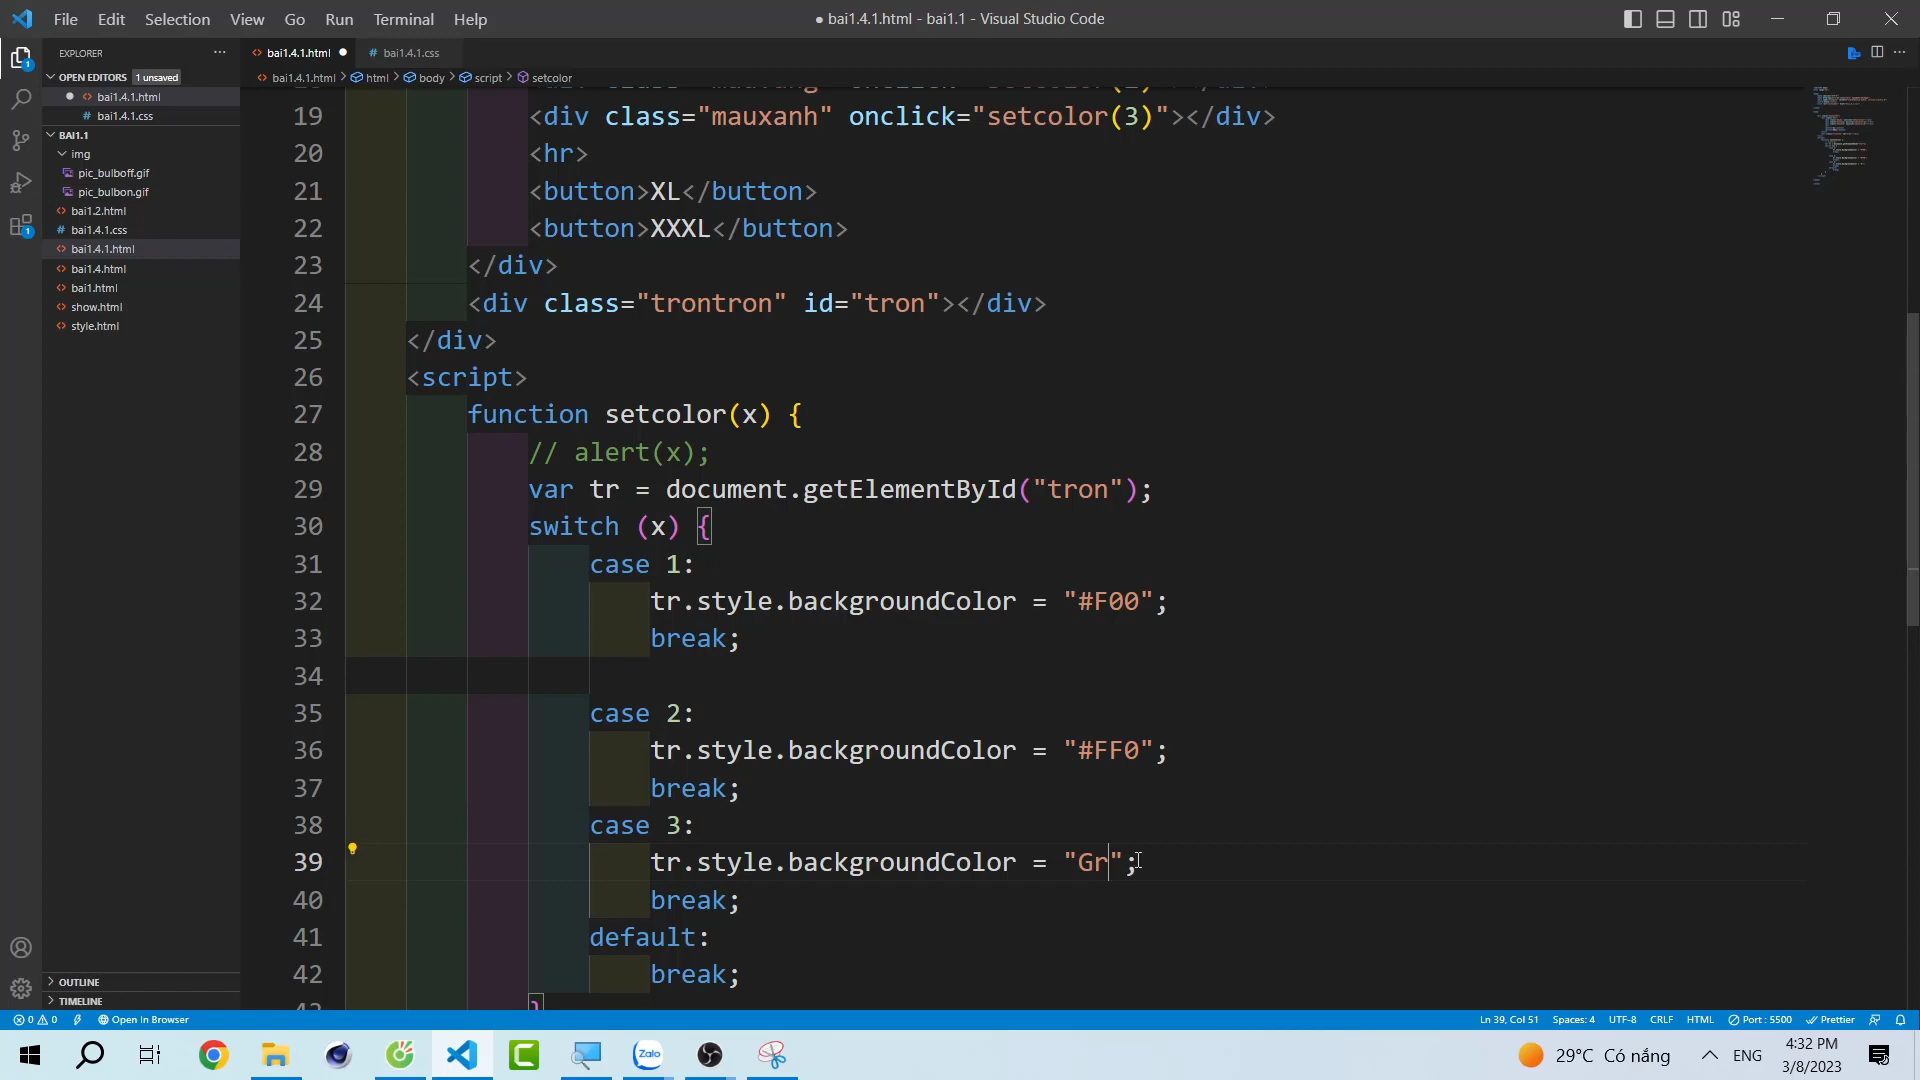 File Edit Selection View Go Run Terminal Help
● bai1.4.1.html - bai1.1 - Visual Studio Code
EXPLORER
OPEN EDITORS 1 unsaved
bai1.4.1.html
bai1.4.1.css
BAI1.1
img
pic_bulboff.gif
pic_bulbon.gif
bai1.2.html
bai1.4.1.css
bai1.4.1.html
bai1.4.html
bai1.html
show.html
style.html
OUTLINE
TIMELINE
bai1.4.1.html bai1.4.1.css
bai1.4.1.html > html > body > script > setcolor
19 <div class="mauxanh" onclick="setcolor(3)"></div>
20 <hr>
21 <button>XL</button>
22 <button>XXXL</button>
23 </div>
24 <div class="trontron" id="tron"></div>
25 </div>
26 <script>
27 function setcolor(x) {
28 // alert(x);
29 var tr = document.getElementById("tron");
30 switch (x) {
31 case 1:
32 tr.style.backgroundColor = "#F00";
33 break;
34
35 case 2:
36 tr.style.backgroundColor = "#FF0";
37 break;
38 case 3:
39 tr.style.backgroundColor = "Gr";
40 break;
41 default:
42 break;
}
0 0 Open In Browser
Ln 39, Col 51 Spaces: 4 UTF-8 CRLF HTML Port : 5500 Prettier
Zalo
29°C Có nắng ENG
4:32 PM
3/8/2023